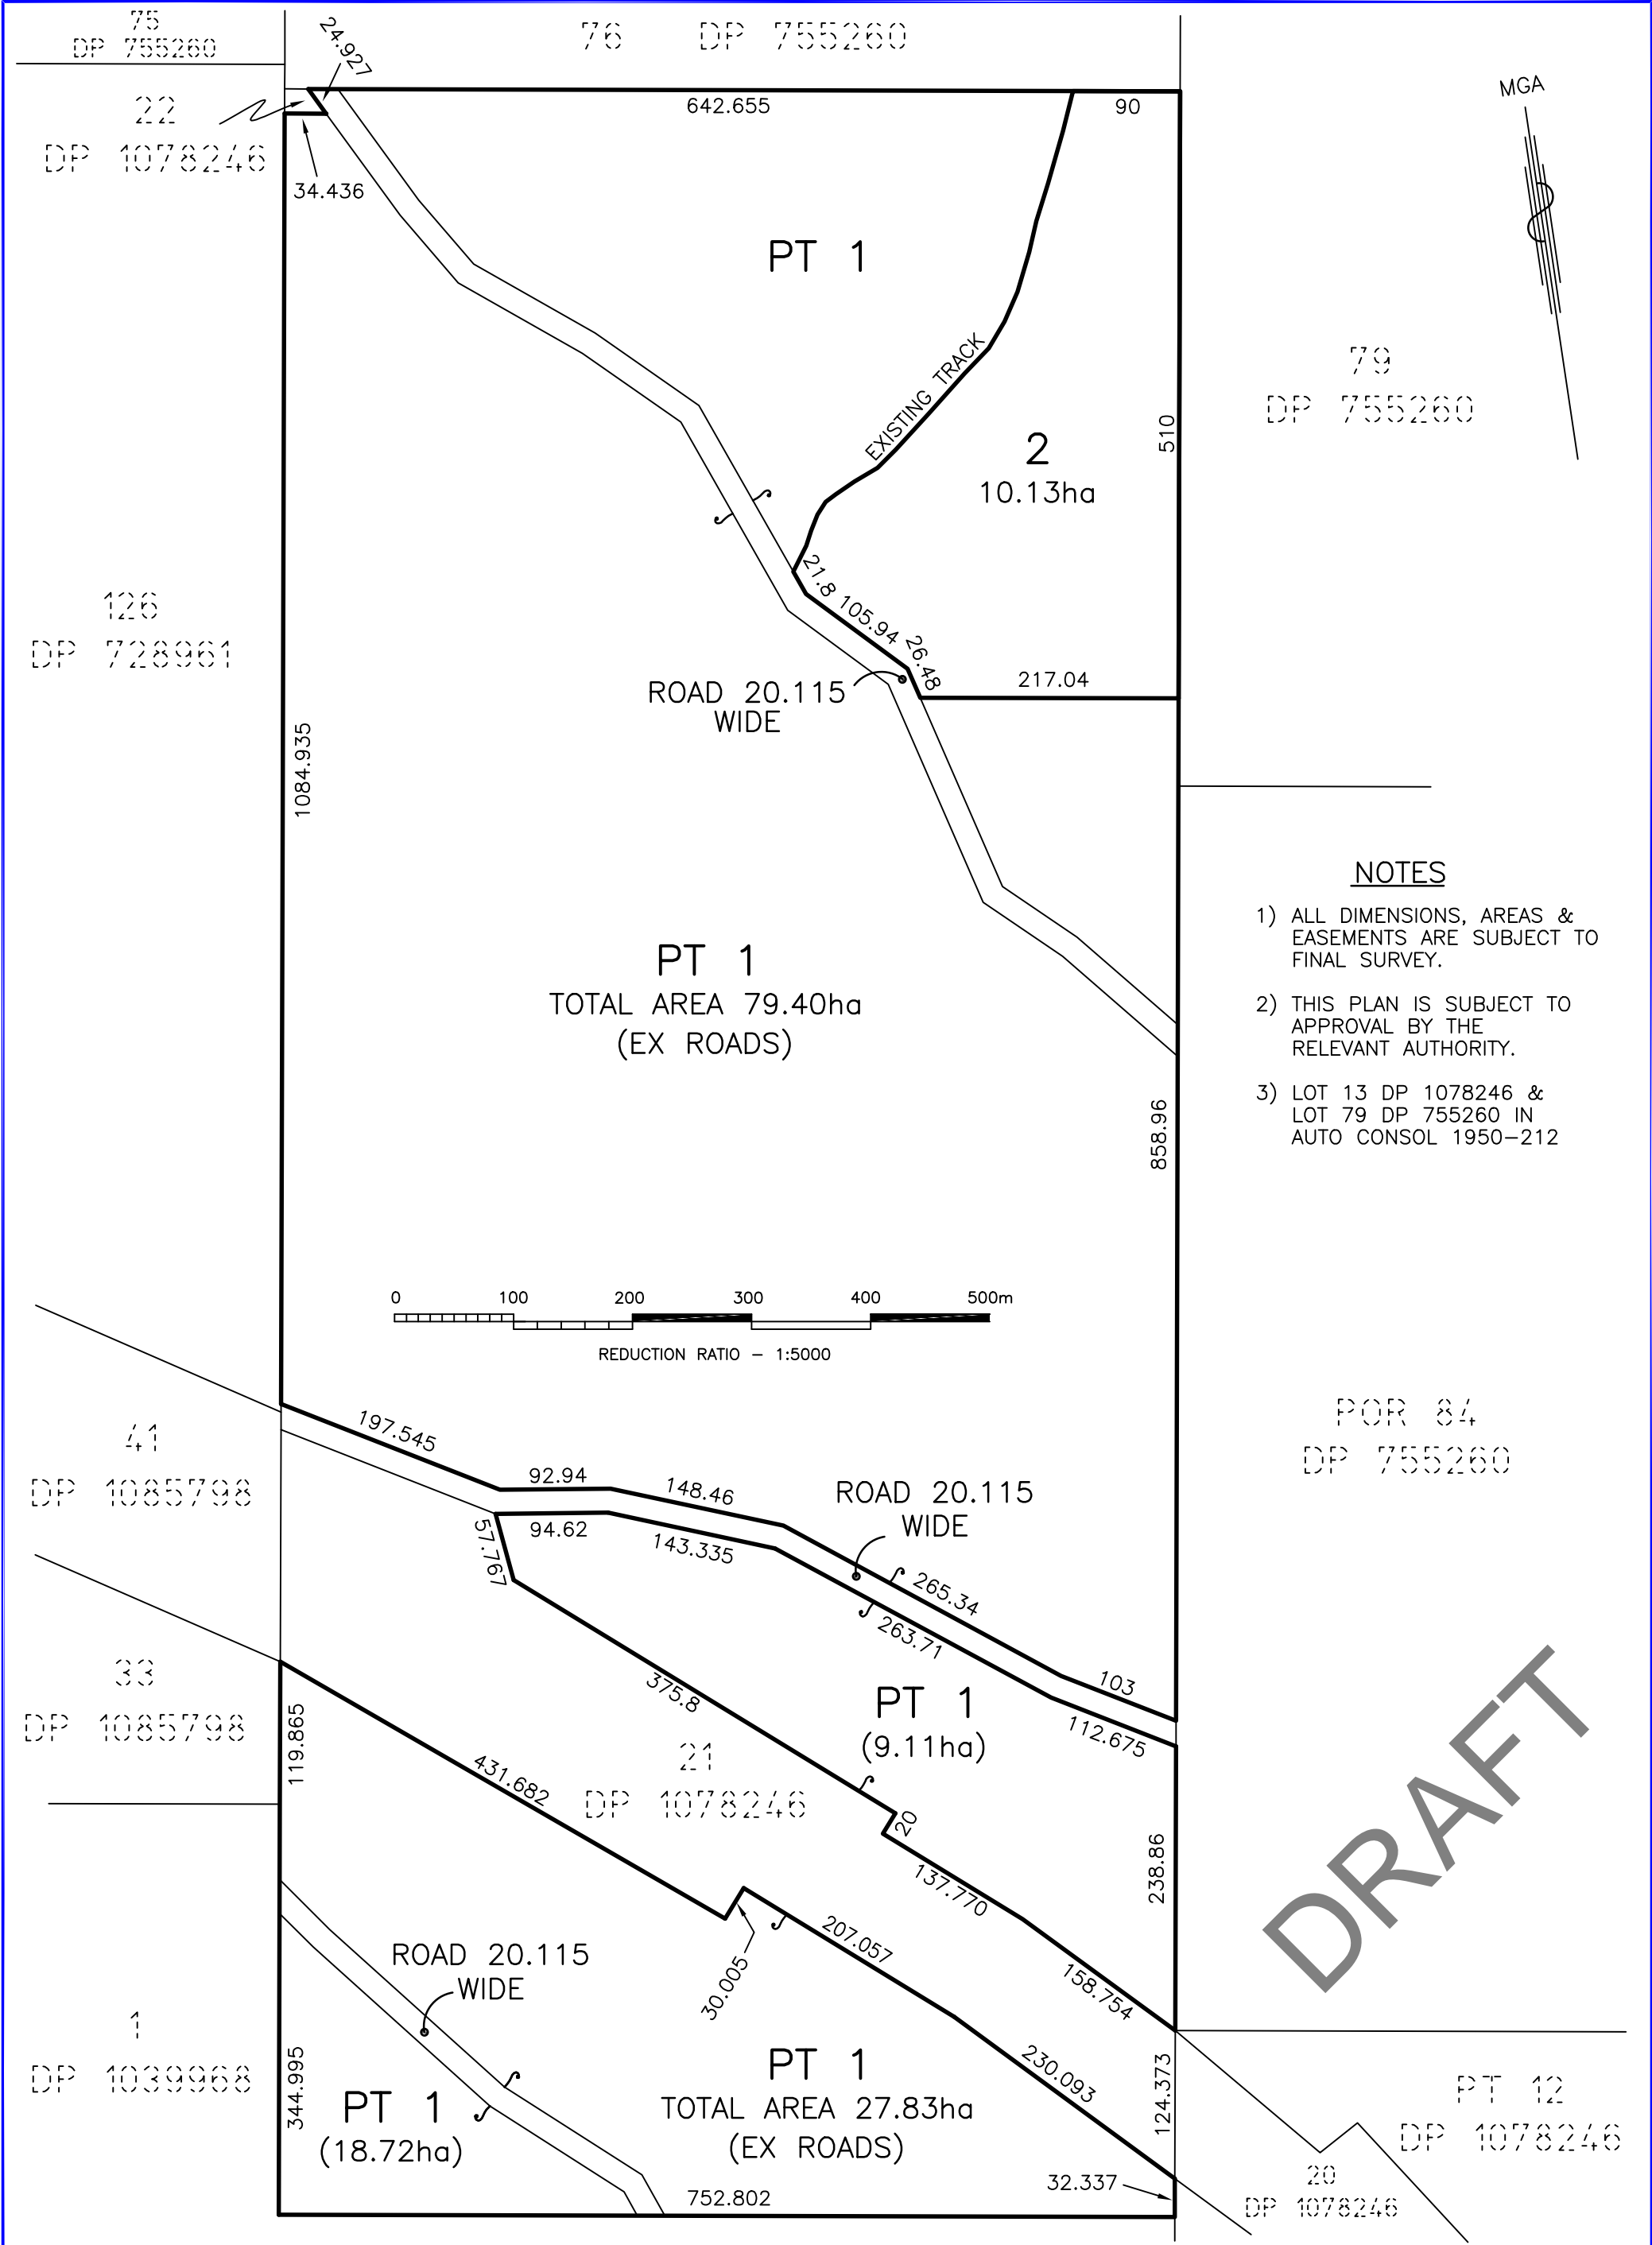 75
DP 755260
76 DP 755260
24.927
642.655
90
MGA
22
DP 1078246
34.436
PT 1
79
DP 755260
EXISTING TRACK
510
2
10.13ha
126
DP 728961
21.8
105.94
26.48
217.04
ROAD 20.115
WIDE
1084.935
NOTES
1) ALL DIMENSIONS, AREAS &
EASEMENTS ARE SUBJECT TO
FINAL SURVEY.
2) THIS PLAN IS SUBJECT TO
APPROVAL BY THE
RELEVANT AUTHORITY.
3) LOT 13 DP 1078246 &
LOT 79 DP 755260 IN
AUTO CONSOL 1950-212
PT 1
TOTAL AREA 79.40ha
(EX ROADS)
858.96
0 100 200 300 400 500m
REDUCTION RATIO - 1:5000
41
DP 1085798
197.545
92.94
148.46
ROAD 20.115
WIDE
POR 84
DP 755260
94.62
143.335
57.767
265.34
263.71
103
112.675
33
DP 1085798
119.865
375.8
PT 1
(9.11ha)
21
DP 1078246
431.682
20
137.770
238.86
DRAFT
207.057
158.754
30.005
ROAD 20.115
WIDE
1
DP 1039968
344.995
PT 1
(18.72ha)
PT 1
TOTAL AREA 27.83ha
(EX ROADS)
230.093
124.373
PT 12
DP 1078246
20
DP 1078246
32.337
752.802